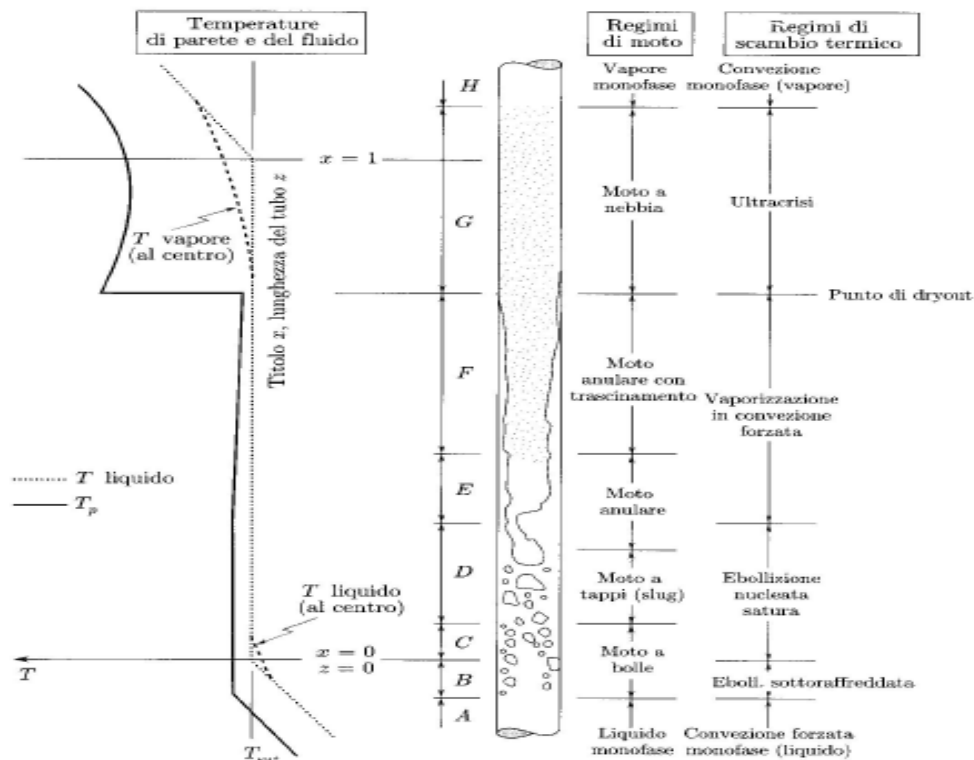 Temperature
di parete e del fluido
Regimi
di moto
Regimi di
scambio termico
Vapore
monofase
Convezione
monofase (vapore)
H
x = 1
T vapore
(al centro)
Titolo x, lunghezza del tubo z
G
Moto a
nebbia
Ultracrisi
Punto di dryout
F
Moto
anulare con
trascinamento
Vaporizzazione
in convezione
forzata
T liquido
Tp
E
Moto
anulare
D
T liquido
(al centro)
Moto a
tappi (slug)
Ebollizione
nucleata
satura
C
x = 0
z = 0
T
B
Moto a
bolle
Eboll. sottoraffreddata
A
Liquido
monofase
Convezione forzata
monofase (liquido)